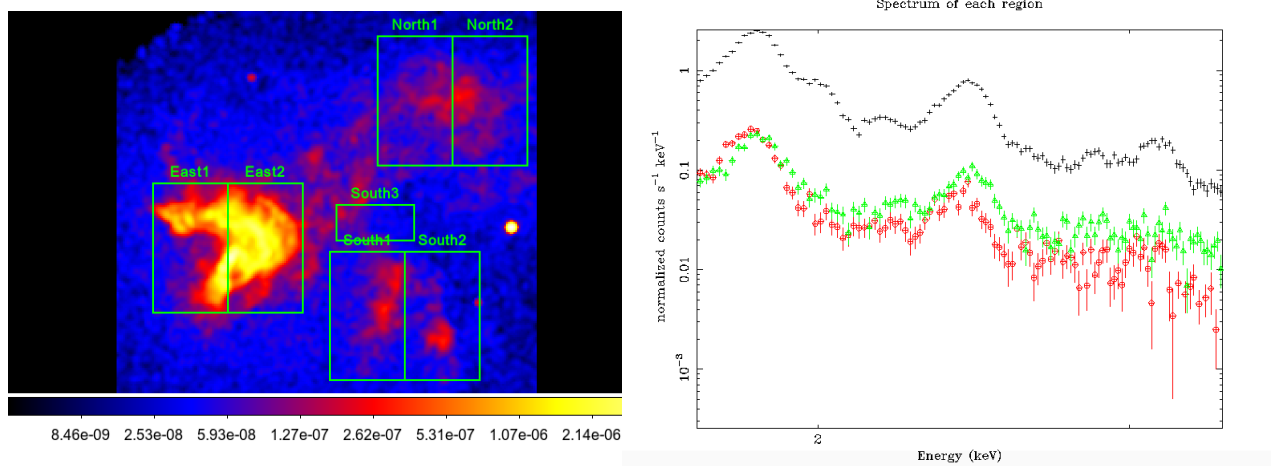 North1 North2
East1 East2
South3
South1 South2
8.46e-09 2.53e-08 5.93e-08 1.27e-07 2.62e-07 5.31e-07 1.07e-06 2.14e-06
Spectrum of each region
normalized counts s⁻¹ keV⁻¹
1
0.1
0.01
10⁻³
2
Energy (keV)